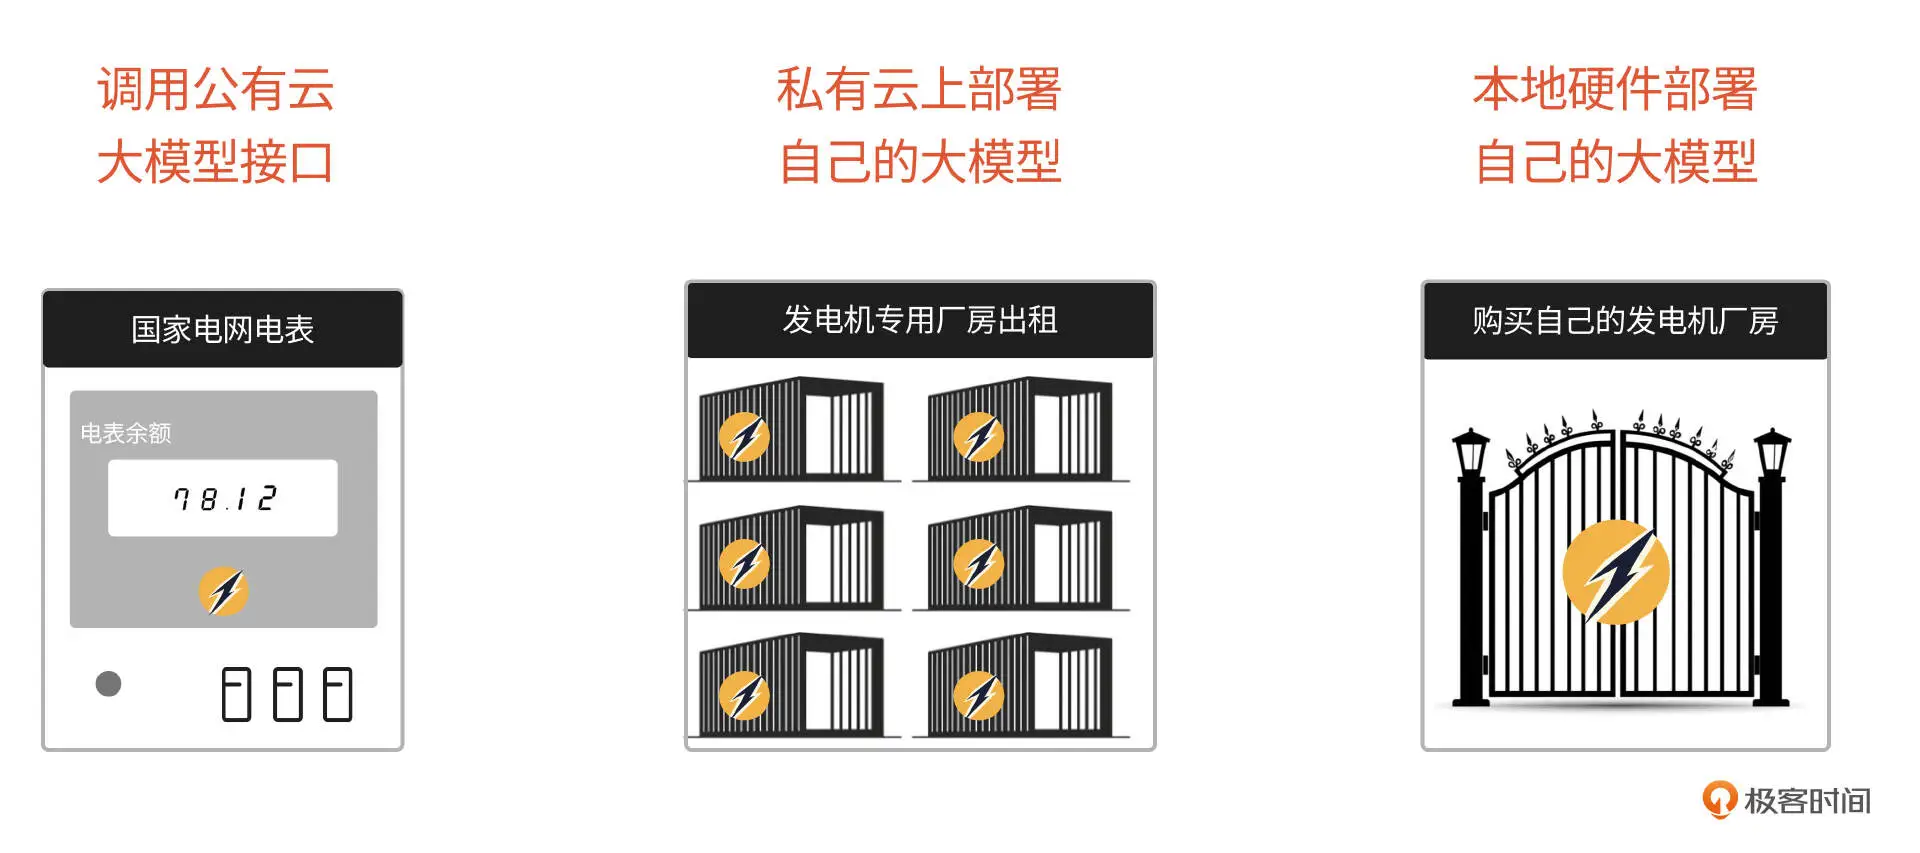 调用公有云
大模型接口
私有云上部署
自己的大模型
本地硬件部署
自己的大模型
国家电网电表
电表余额
78.12
发电机专用厂房出租
购买自己的发电机厂房
极客时间